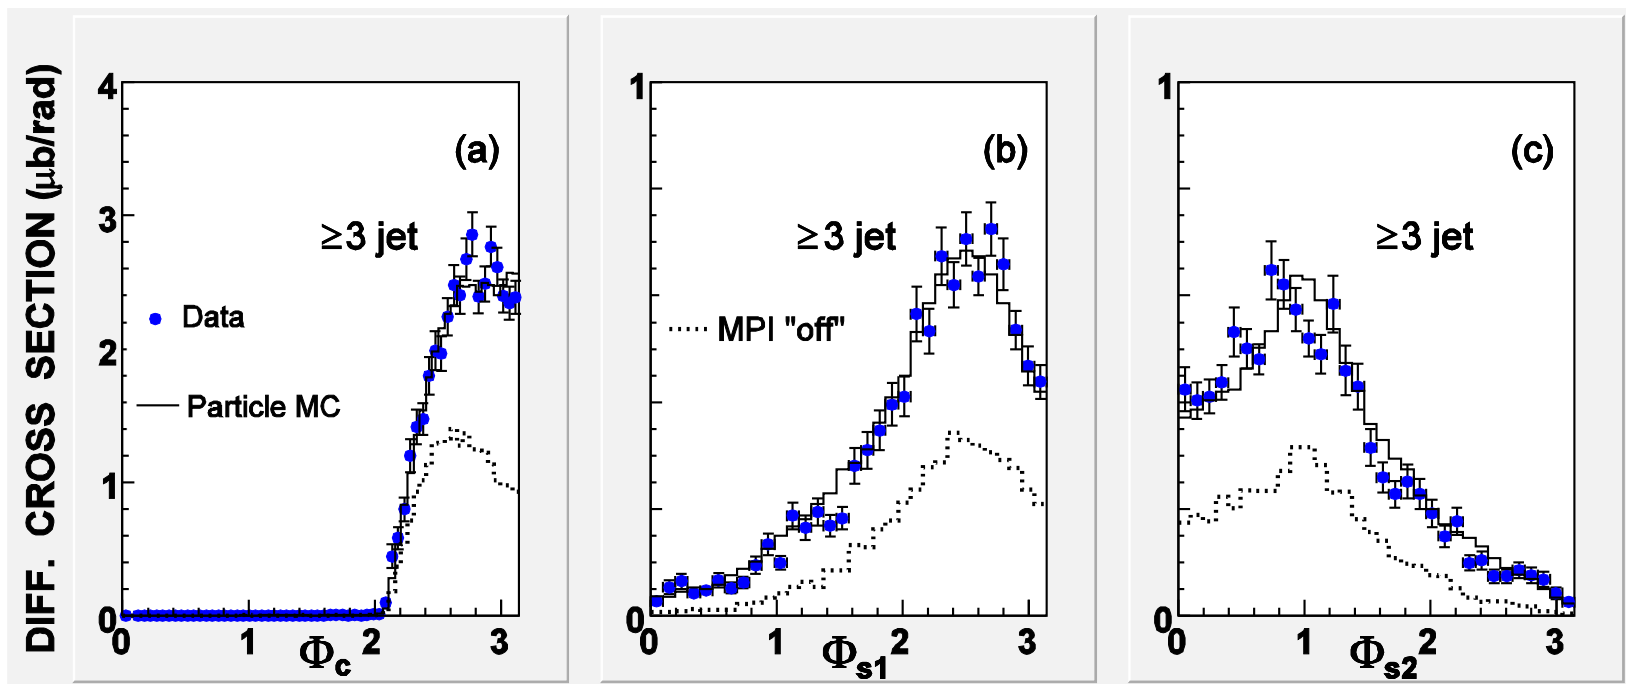 DIFF. CROSS SECTION (μb/rad)
4
3
2
1
0
(a)
≥3 jet
Data
Particle MC
0 1 2 3
Φc
1
0
(b)
≥3 jet
MPI "off"
0 1 2 3
Φs1
1
0
(c)
≥3 jet
0 1 2 3
Φs2